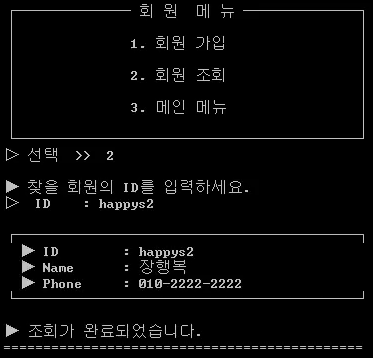 회원 메뉴
1. 회원 가입
2. 회원 조회
3. 메인 메뉴
▷ 선택 >> 2
▶ 찾을 회원의 ID를 입력하세요.
▷ ID : happys2
▶ ID : happys2
▶ Name : 장행복
▶ Phone : 010-2222-2222
▶ 조회가 완료되었습니다.
==============================================